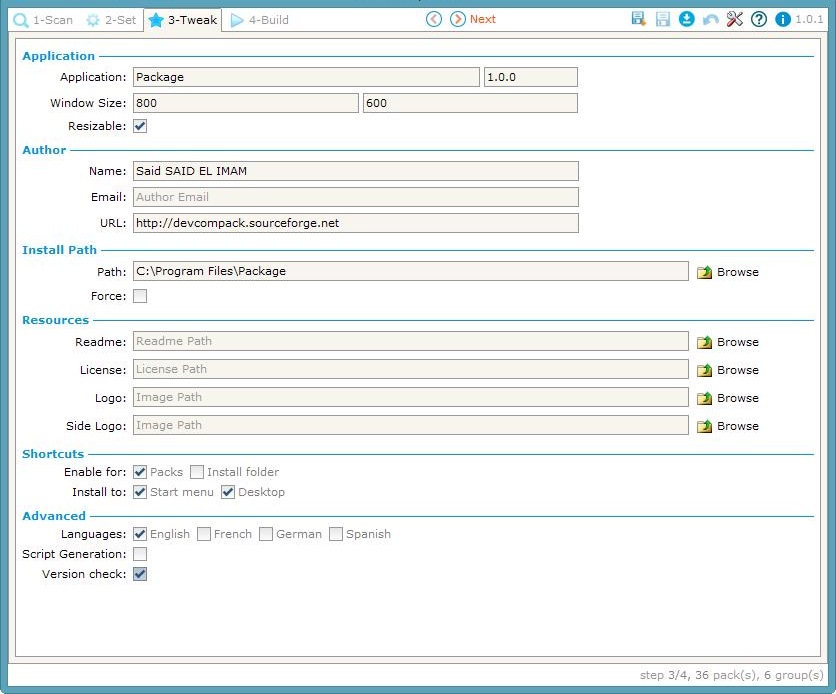 1-Scan 2-Set 3-Tweak 4-Build Next 1.0.1
Application
Application: Package 1.0.0
Window Size: 800 600
Resizable:
Author
Name: Said SAID EL IMAM
Email: Author Email
URL: http://devcompack.sourceforge.net
Install Path
Path: C:\Program Files\Package Browse
Force:
Resources
Readme: Readme Path Browse
License: License Path Browse
Logo: Image Path Browse
Side Logo: Image Path Browse
Shortcuts
Enable for: Packs Install folder
Install to: Start menu Desktop
Advanced
Languages: English French German Spanish
Script Generation:
Version check:
step 3/4, 36 pack(s), 6 group(s)